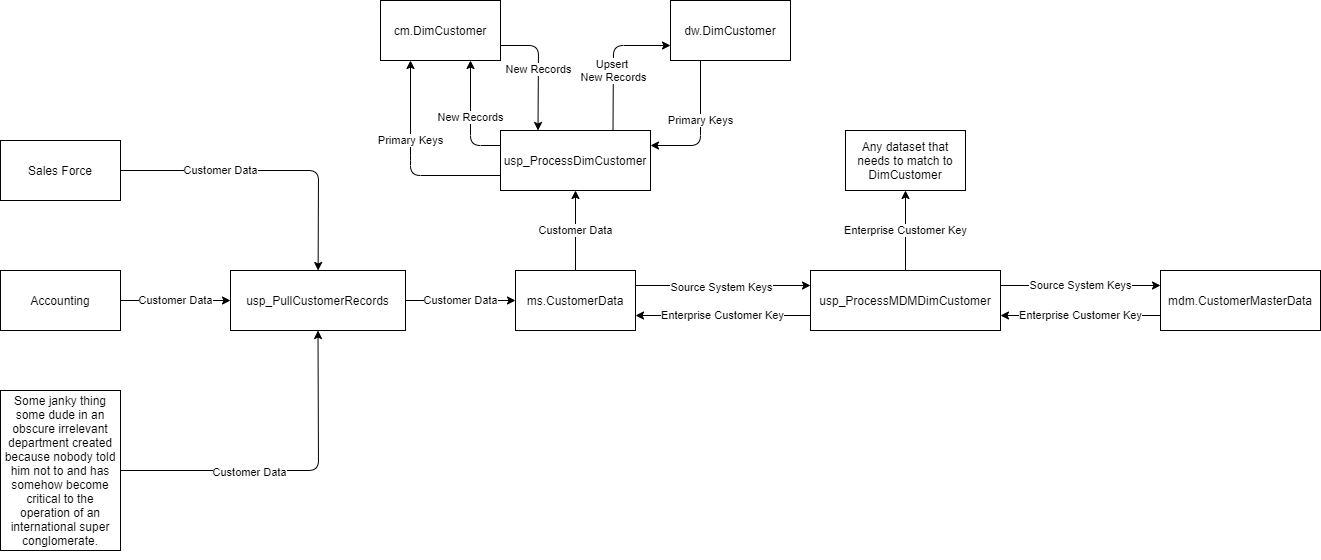 cm.DimCustomer
dw.DimCustomer
New Records
Upsert
New Records
New Records
Primary Keys
Primary Keys
usp_ProcessDimCustomer
Any dataset that
needs to match to
DimCustomer
Sales Force
Customer Data
Customer Data
Enterprise Customer Key
Accounting
Customer Data
usp_PullCustomerRecords
Customer Data
ms.CustomerData
Source System Keys
Enterprise Customer Key
usp_ProcessMDMDimCustomer
Source System Keys
Enterprise Customer Key
mdm.CustomerMasterData
Some janky thing
some dude in an
obscure irrelevant
department created
because nobody told
him not to and has
somehow become
critical to the
operation of an
international super
conglomerate.
Customer Data